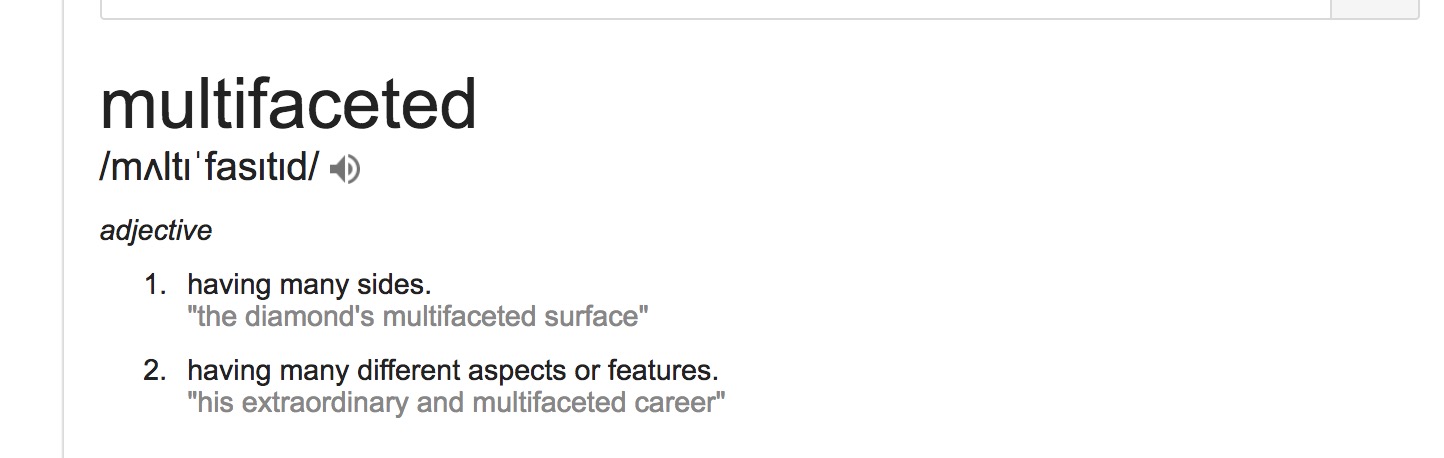 multifaceted
/mʌltɪˈfasɪtɪd/
adjective
1. having many sides.
"the diamond's multifaceted surface"
2. having many different aspects or features.
"his extraordinary and multifaceted career"